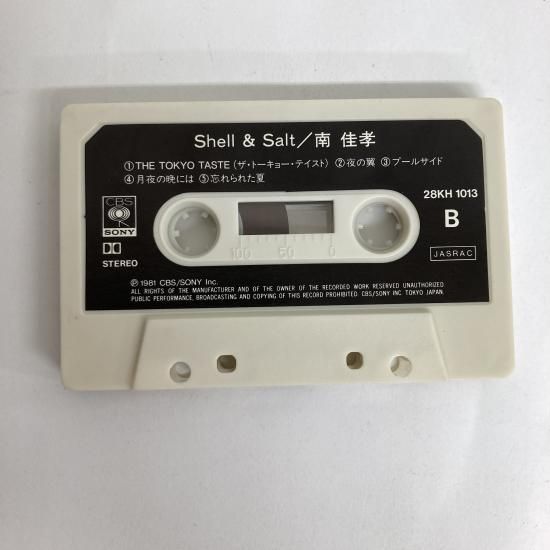 Shell & Salt／南 佳孝
①THE TOKYO TASTE（ザ・トーキョー・テイスト） ②夜の翼 ③プールサイド
④月夜の晩には ⑤忘れられた夏
CBS
SONY
28KH 1013
B
STEREO
JASRAC
100 50 0
Ⓟ1981 CBS/SONY Inc.
ALL RIGHTS OF THE MANUFACTURER AND OF THE OWNER OF THE RECORDED WORK RESERVED UNAUTHORIZED
PUBLIC PERFORMANCE, BROADCASTING AND COPYING OF THIS RECORD PROHIBITED. CBS/SONY INC. TOKYO JAPAN.